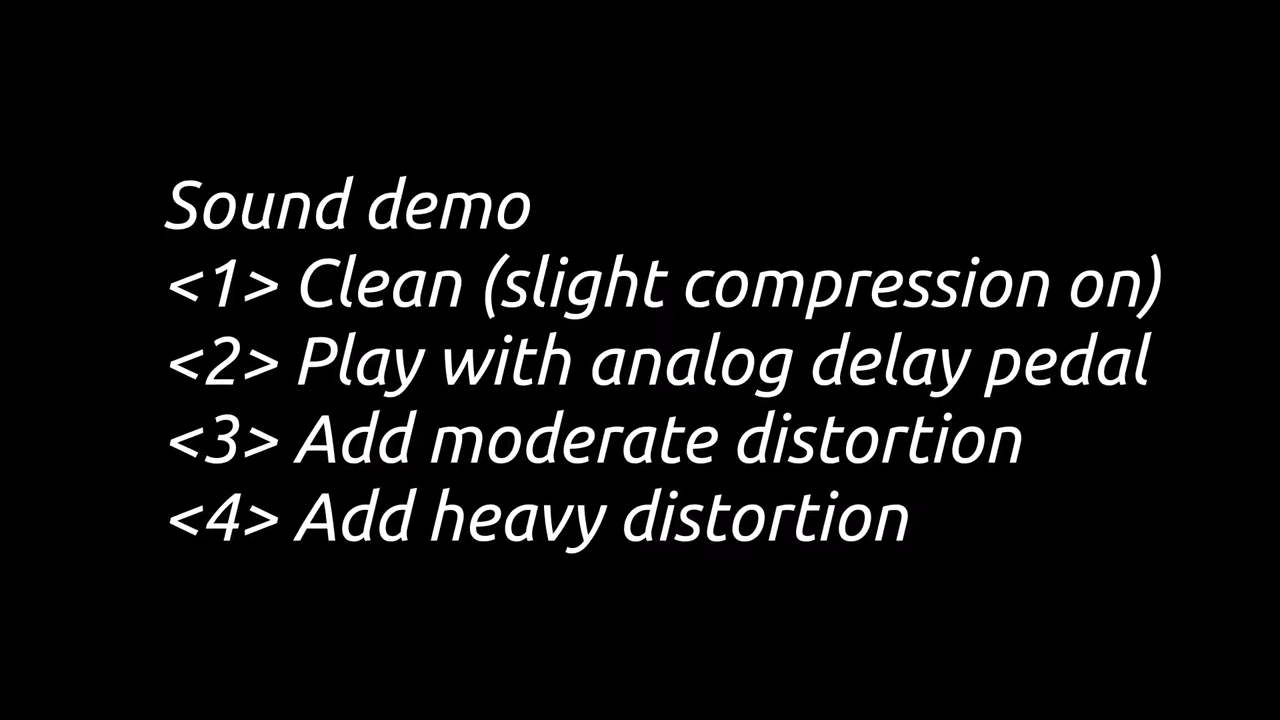 Sound demo
<1> Clean (slight compression on)
<2> Play with analog delay pedal
<3> Add moderate distortion
<4> Add heavy distortion